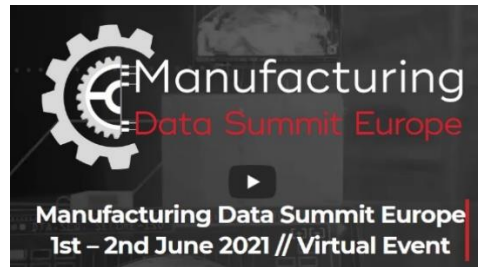 Manufacturing
Data Summit Europe
Manufacturing Data Summit Europe
1st – 2nd June 2021 // Virtual Event